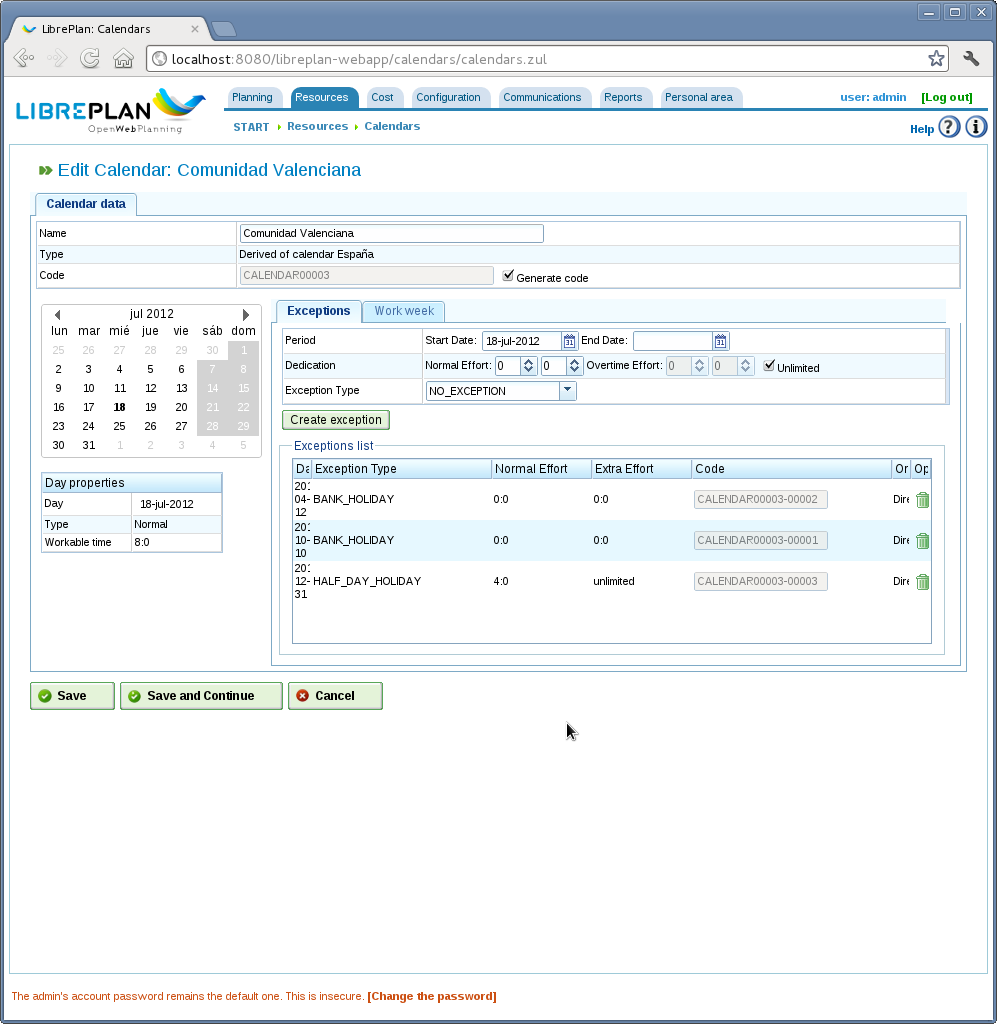 LibrePlan: Calendars
localhost:8080/libreplan-webapp/calendars/calendars.zul
LIBREPLAN
OpenWebPlanning
Planning Resources Cost Configuration Communications Reports Personal area user: admin [Log out]
START Resources Calendars Help
Edit Calendar: Comunidad Valenciana
Calendar data
Name Comunidad Valenciana
Type Derived of calendar España
Code CALENDAR00003 Generate code
jul 2012
lun mar mié jue vie sáb dom
25 26 27 28 29 30 1
2 3 4 5 6 7 8
9 10 11 12 13 14 15
16 17 18 19 20 21 22
23 24 25 26 27 28 29
30 31 1 2 3 4 5
Day properties
Day 18-jul-2012
Type Normal
Workable time 8:0
Exceptions Work week
Period Start Date: 18-jul-2012 31 End Date: 31
Dedication Normal Effort: 0 0 Overtime Effort: 0 0 Unlimited
Exception Type NO_EXCEPTION
Create exception
Exceptions list
Da Exception Type Normal Effort Extra Effort Code Or Op
201
04- BANK_HOLIDAY 0:0 0:0 CALENDAR00003-00002 Dire
12
201
10- BANK_HOLIDAY 0:0 0:0 CALENDAR00003-00001 Dire
10
201
12- HALF_DAY_HOLIDAY 4:0 unlimited CALENDAR00003-00003 Dire
31
Save Save and Continue Cancel
The admin's account password remains the default one. This is insecure. [Change the password]